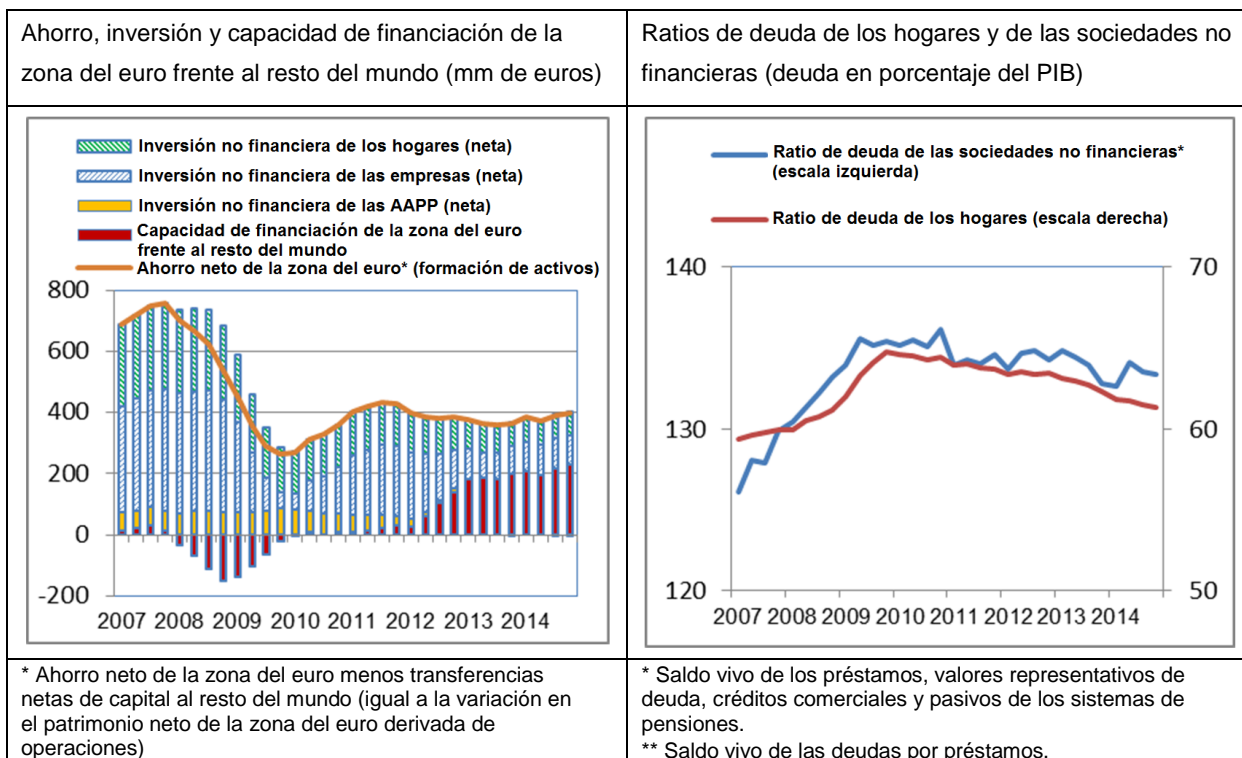 Ahorro, inversión y capacidad de financiación de la
zona del euro frente al resto del mundo (mm de euros)
Inversión no financiera de los hogares (neta)
Inversión no financiera de las empresas (neta)
Inversión no financiera de las AAPP (neta)
Capacidad de financiación de la zona del euro
frente al resto del mundo
Ahorro neto de la zona del euro* (formación de activos)
800
600
400
200
0
-200
2007 2008 2009 2010 2011 2012 2013 2014
* Ahorro neto de la zona del euro menos transferencias
netas de capital al resto del mundo (igual a la variación en
el patrimonio neto de la zona del euro derivada de
operaciones)
Ratios de deuda de los hogares y de las sociedades no
financieras (deuda en porcentaje del PIB)
Ratio de deuda de las sociedades no financieras*
(escala izquierda)
Ratio de deuda de los hogares (escala derecha)
140 70
130 60
120 50
2007 2008 2009 2010 2011 2012 2013 2014
* Saldo vivo de los préstamos, valores representativos de
deuda, créditos comerciales y pasivos de los sistemas de
pensiones.
** Saldo vivo de las deudas por préstamos.